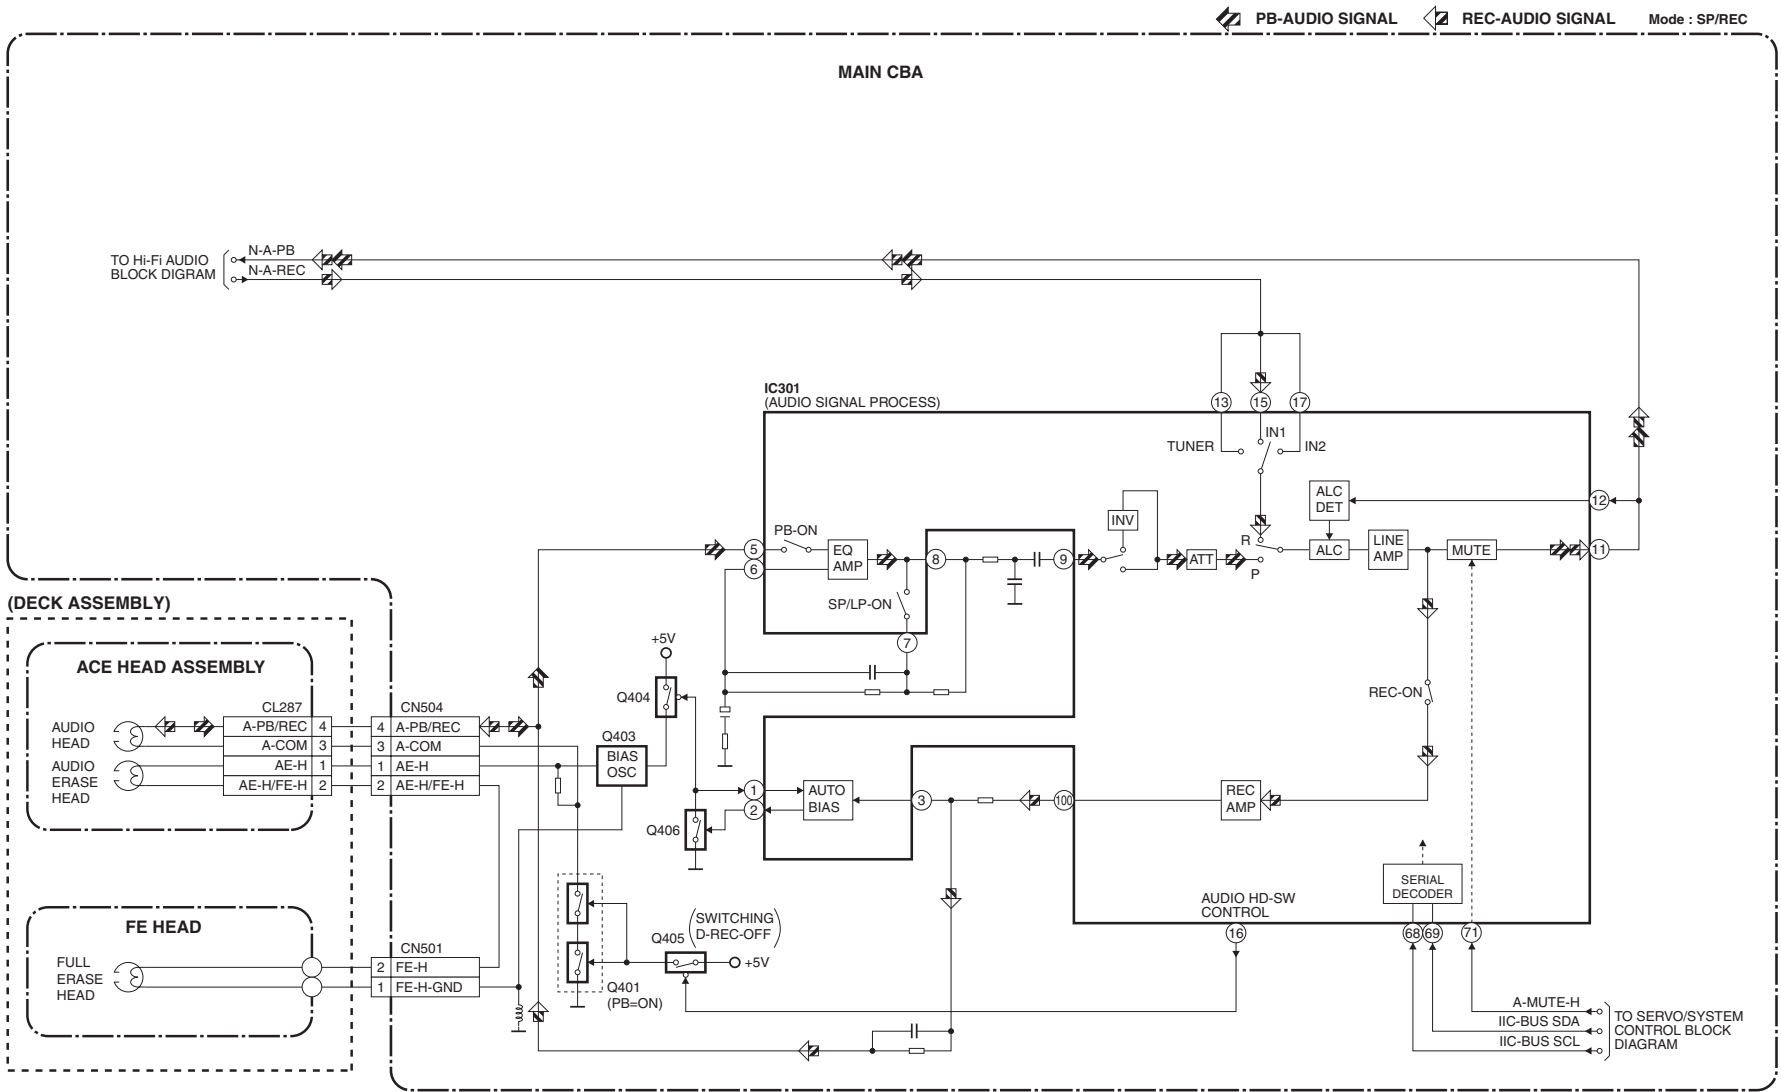 PB-AUDIO SIGNAL REC-AUDIO SIGNAL Mode : SP/REC
MAIN CBA
TO Hi-Fi AUDIO
BLOCK DIGRAM
N-A-PB
N-A-REC
IC301
(AUDIO SIGNAL PROCESS)
13 15 17
TUNER
IN1
IN2
ALC
DET
12
PB-ON
5
6
EQ
AMP
8
9
INV
ATT
R
P
ALC
LINE
AMP
MUTE
11
SP/LP-ON
7
REC-ON
(DECK ASSEMBLY)
ACE HEAD ASSEMBLY
AUDIO
HEAD
AUDIO
ERASE
HEAD
CL287
A-PB/REC 4
A-COM 3
AE-H 1
AE-H/FE-H 2
CN504
4 A-PB/REC
3 A-COM
1 AE-H
2 AE-H/FE-H
+5V
Q404
Q403
BIAS
OSC
Q406
1
2
AUTO
BIAS
3
100
REC
AMP
SERIAL
DECODER
AUDIO HD-SW
CONTROL
16
68 69 71
FE HEAD
FULL
ERASE
HEAD
CN501
2 FE-H
1 FE-H-GND
Q405
(SWITCHING
D-REC-OFF)
+5V
Q401
(PB=ON)
A-MUTE-H
IIC-BUS SDA
IIC-BUS SCL
TO SERVO/SYSTEM
CONTROL BLOCK
DIAGRAM